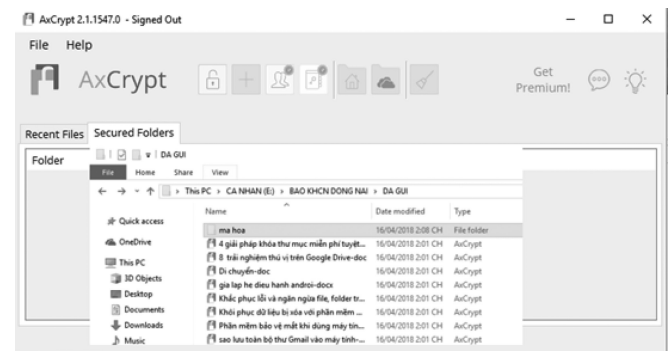 AxCrypt 2.1.1547.0 - Signed Out
File Help
AxCrypt
Get
Premium!
Recent Files Secured Folders
Folder
DA GUI
File Home Share View
This PC > CA NHAN (E:) > BAO KHCN DONG NAI > DA GUI
Name Date modified Type
Quick access
OneDrive
This PC
3D Objects
Desktop
Documents
Downloads
Music
ma hoa 16/04/2018 2:08 CH File folder
4 giải pháp khóa thư mục miễn phí tuyệt... 16/04/2018 2:01 CH AxCrypt
8 trải nghiệm thú vị trên Google Drive-doc 16/04/2018 2:01 CH AxCrypt
Di chuyển-doc 16/04/2018 2:01 CH AxCrypt
gia lap he dieu hanh androi-docx 16/04/2018 2:01 CH AxCrypt
Khắc phục lỗi và ngăn ngừa file, folder tr... 16/04/2018 2:01 CH AxCrypt
Khôi phục dữ liệu bị xóa với phần mềm ... 16/04/2018 2:01 CH AxCrypt
Phần mềm bảo vệ mắt khi dùng máy tín... 16/04/2018 2:01 CH AxCrypt
sao lưu toàn bộ thư Gmail vào máy tính-... 16/04/2018 2:01 CH AxCrypt